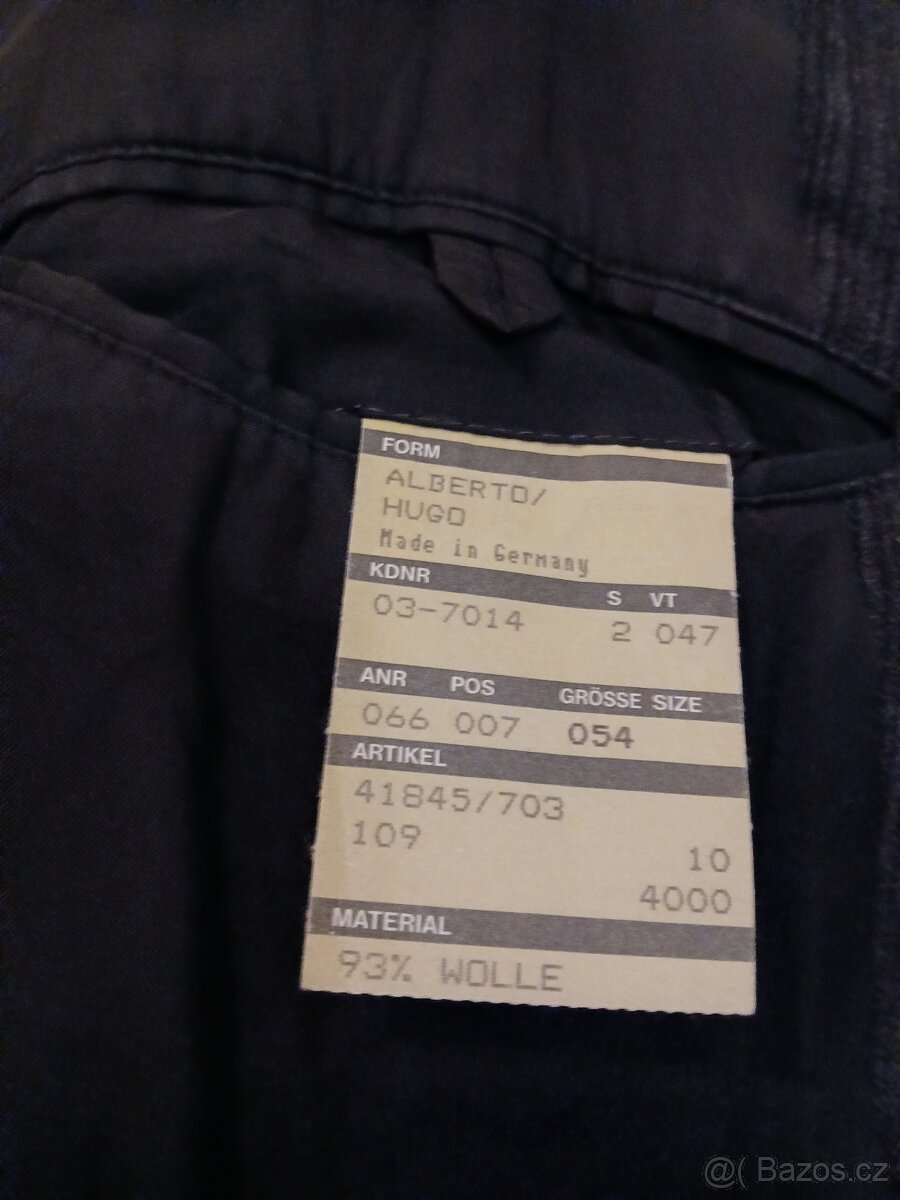 FORM
ALBERTO/
HUGO
Made in Germany
KDNR S VT
03-7014 2 047
ANR POS GRÖSSE SIZE
066 007 054
ARTIKEL
41845/703
109 10
4000
MATERIAL
93% WOLLE
@( Bazos.cz